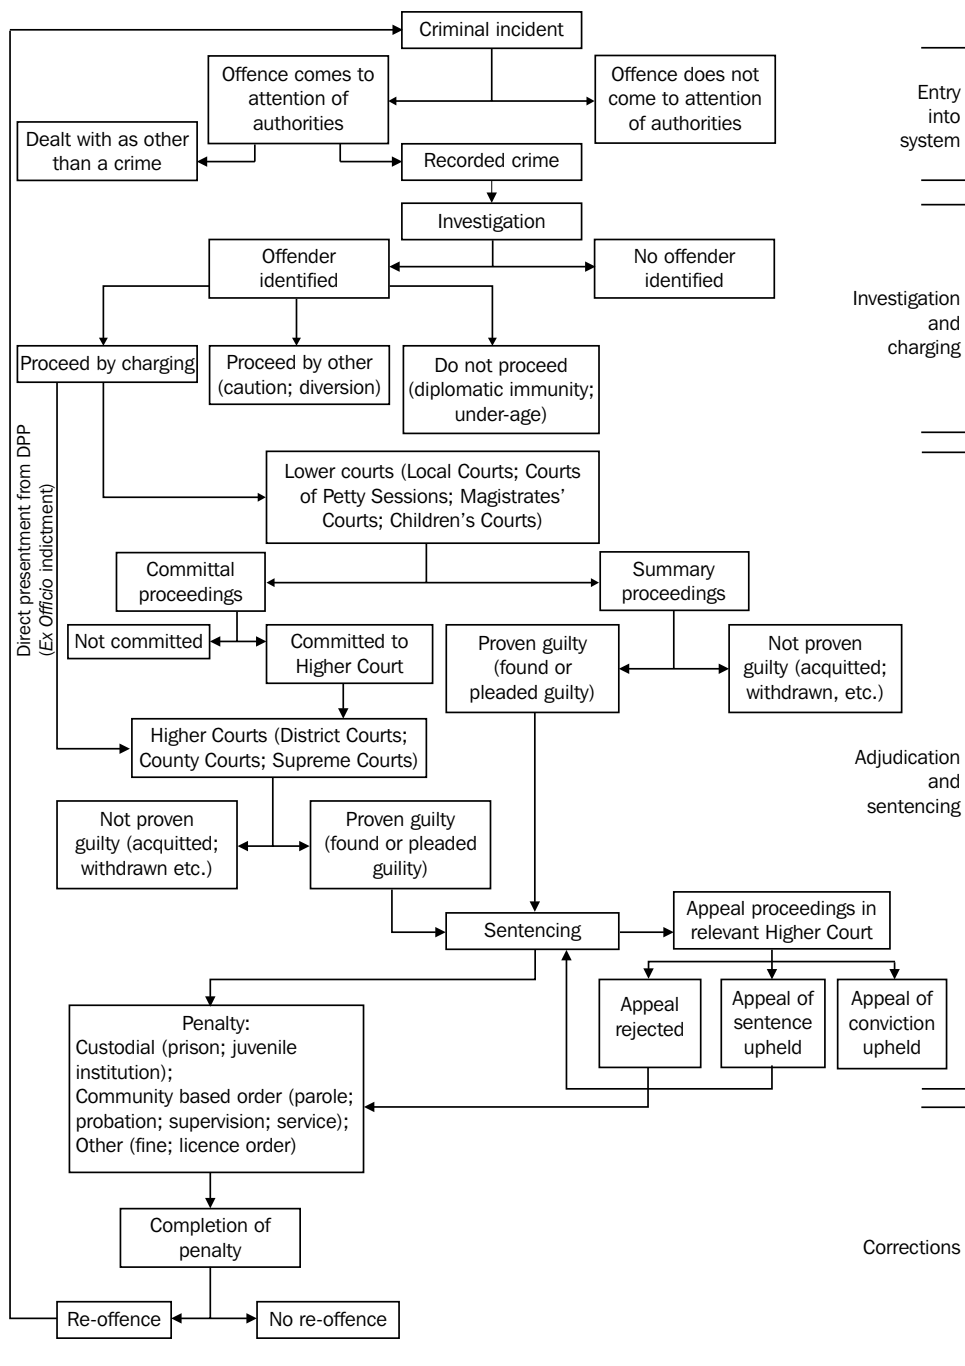 Criminal incident
Offence comes to
attention of
authorities
Offence does not
come to attention
of authorities
Entry
into
system
Dealt with as other
than a crime
Recorded crime
Investigation
Offender
identified
No offender
identified
Investigation
and
charging
Proceed by charging
Proceed by other
(caution; diversion)
Do not proceed
(diplomatic immunity;
under-age)
Direct presentment from DPP
(Ex Officio indictment)
Lower courts (Local Courts; Courts
of Petty Sessions; Magistrates'
Courts; Children's Courts)
Committal
proceedings
Summary
proceedings
Not committed
Committed to
Higher Court
Proven guilty
(found or
pleaded guilty)
Not proven
guilty (acquitted;
withdrawn, etc.)
Higher Courts (District Courts;
County Courts; Supreme Courts)
Adjudication
and
sentencing
Not proven
guilty (acquitted;
withdrawn etc.)
Proven guilty
(found or pleaded
guility)
Sentencing
Appeal proceedings in
relevant Higher Court
Appeal
rejected
Appeal of
sentence
upheld
Appeal of
conviction
upheld
Penalty:
Custodial (prison; juvenile
institution);
Community based order (parole;
probation; supervision; service);
Other (fine; licence order)
Completion of
penalty
Corrections
Re-offence
No re-offence